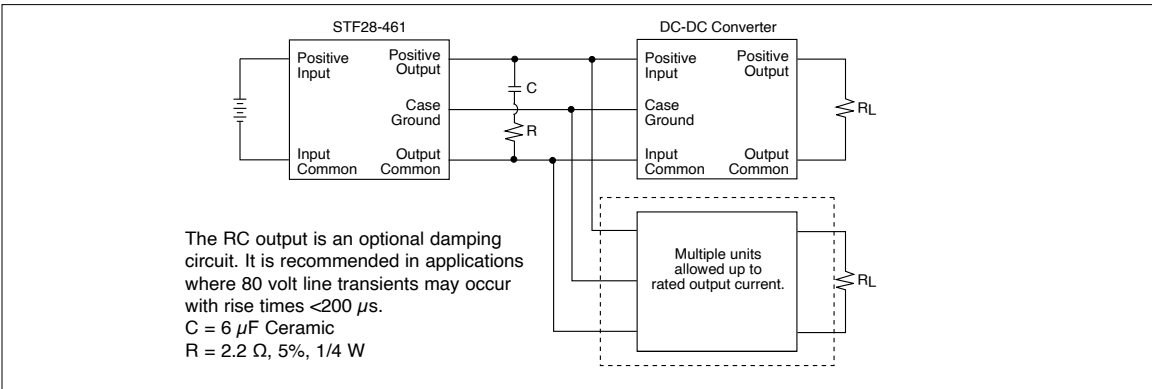 STF28-461
DC-DC Converter
Positive
Input
Positive
Output
Case
Ground
Input
Common
Output
Common
C
R
Positive
Input
Positive
Output
Case
Ground
Input
Common
Output
Common
RL
Multiple units
allowed up to
rated output current.
RL
The RC output is an optional damping
circuit. It is recommended in applications
where 80 volt line transients may occur
with rise times <200 µs.
C = 6 µF Ceramic
R = 2.2 Ω, 5%, 1/4 W